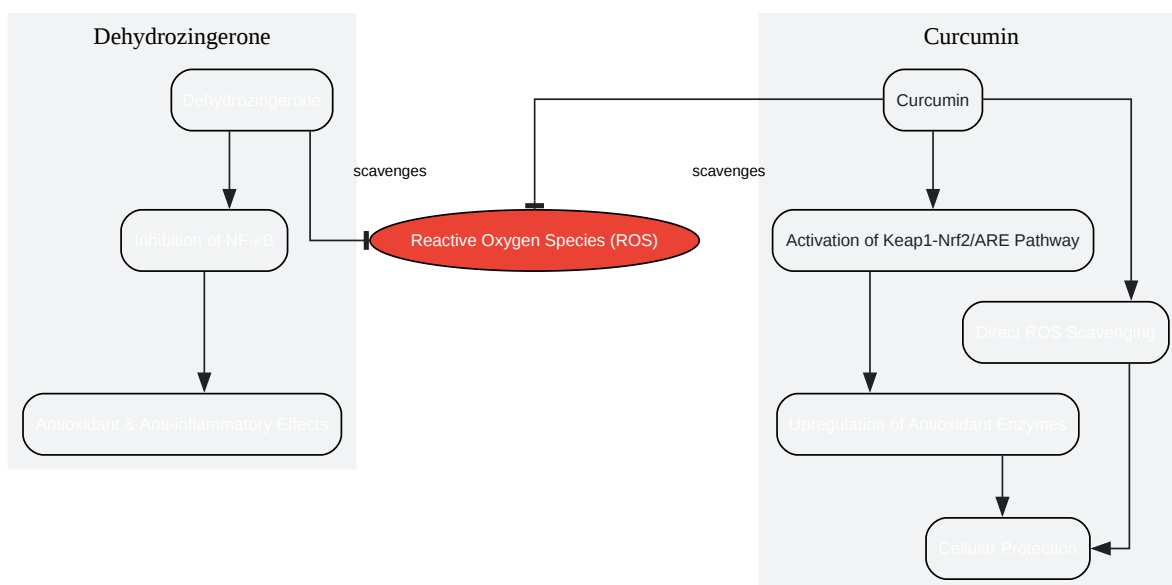 Dehydrozingerone
Curcumin
Dehydrozingerone
Curcumin
scavenges
scavenges
Inhibition of NF-κB
Reactive Oxygen Species (ROS)
Activation of Keap1-Nrf2/ARE Pathway
Direct ROS Scavenging
Antioxidant & Anti-inflammatory Effects
Upregulation of Antioxidant Enzymes
Cellular Protection